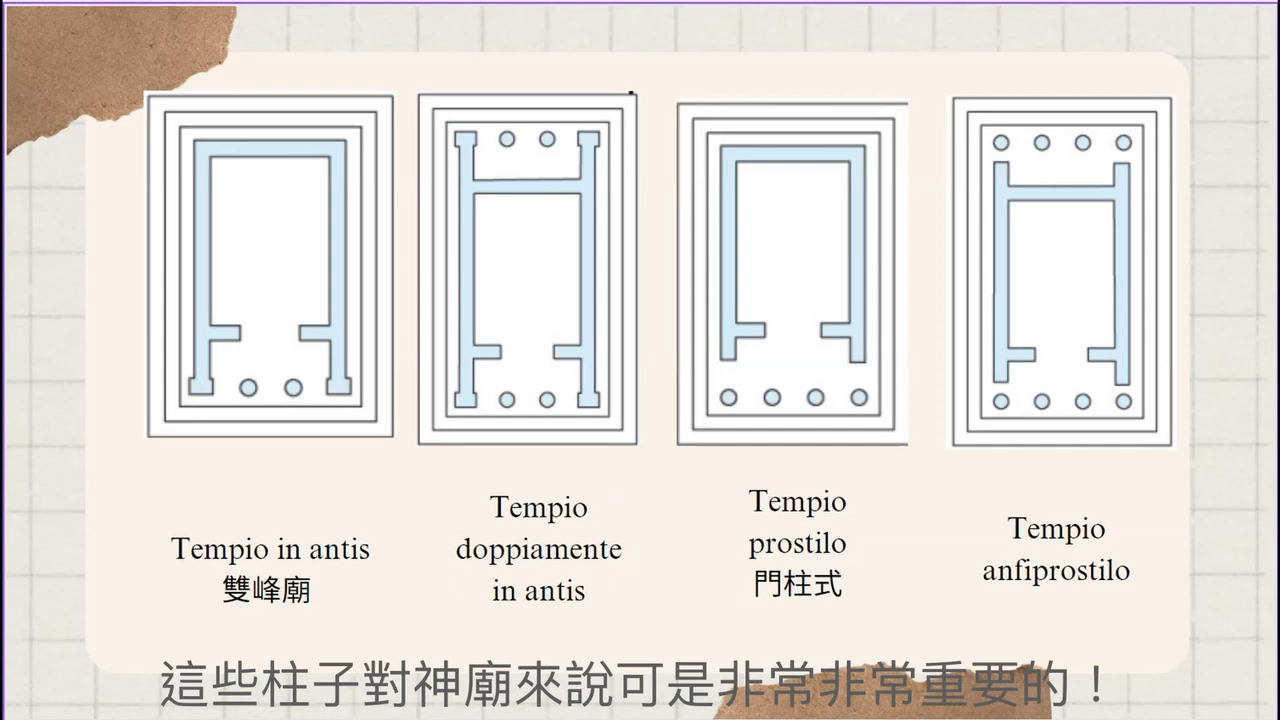 Tempio in antis
雙峰廟
Tempio
doppiamente
in antis
Tempio
prostilo
門柱式
Tempio
anfiprostilo
這些柱子對神廟來說可是非常非常重要的！